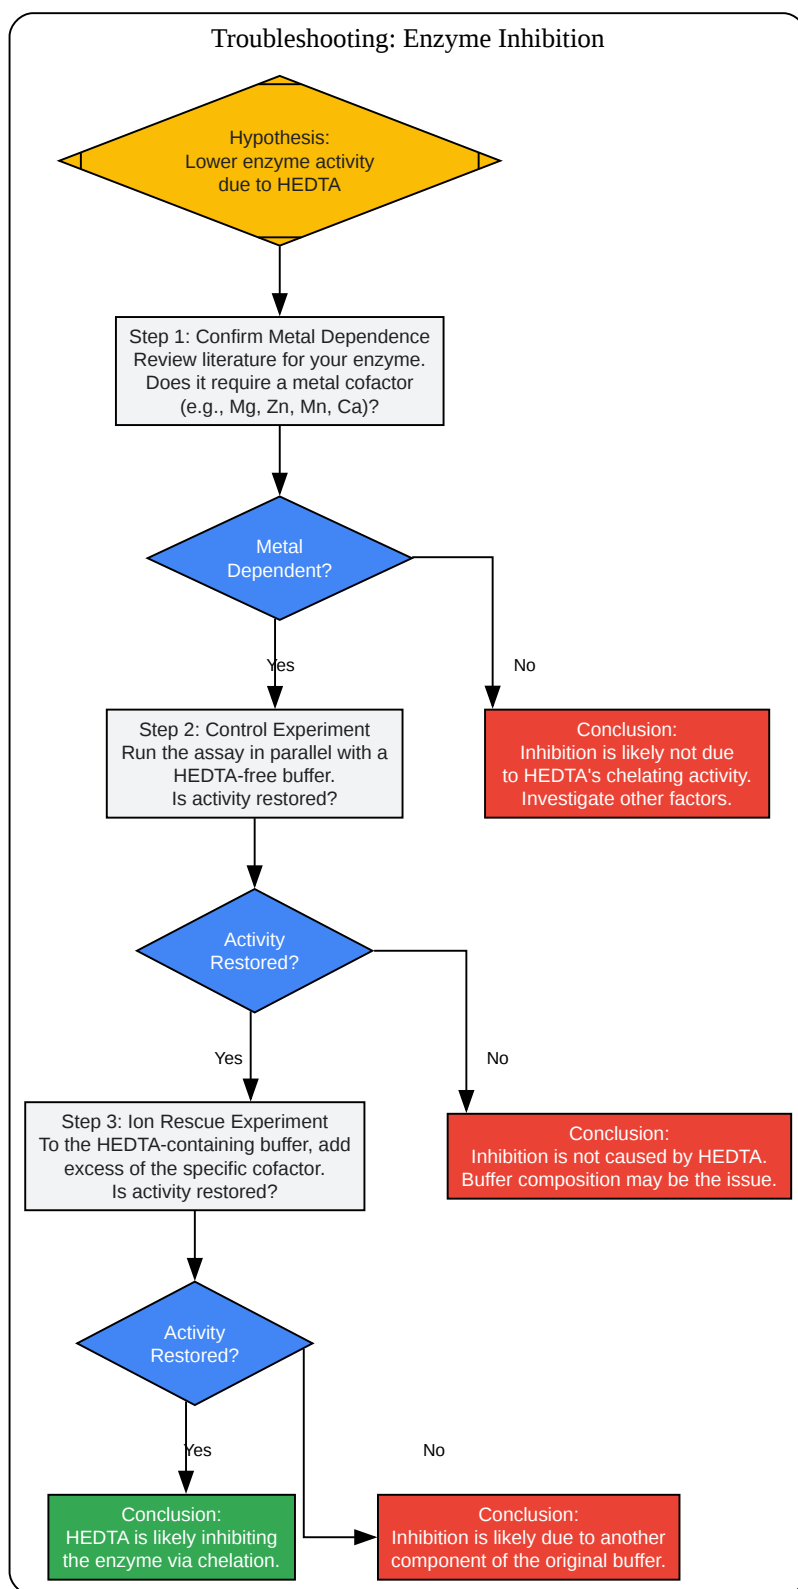 Troubleshooting: Enzyme Inhibition
Hypothesis:
Lower enzyme activity
due to HEDTA
Step 1: Confirm Metal Dependence
Review literature for your enzyme.
Does it require a metal cofactor
(e.g., Mg, Zn, Mn, Ca)?
Metal
Dependent?
Yes
No
Step 2: Control Experiment
Run the assay in parallel with a
HEDTA-free buffer.
Is activity restored?
Conclusion:
Inhibition is likely not due
to HEDTA's chelating activity.
Investigate other factors.
Activity
Restored?
Yes
No
Step 3: Ion Rescue Experiment
To the HEDTA-containing buffer, add
excess of the specific cofactor.
Is activity restored?
Conclusion:
Inhibition is not caused by HEDTA.
Buffer composition may be the issue.
Activity
Restored?
Yes
No
Conclusion:
HEDTA is likely inhibiting
the enzyme via chelation.
Conclusion:
Inhibition is likely due to another
component of the original buffer.